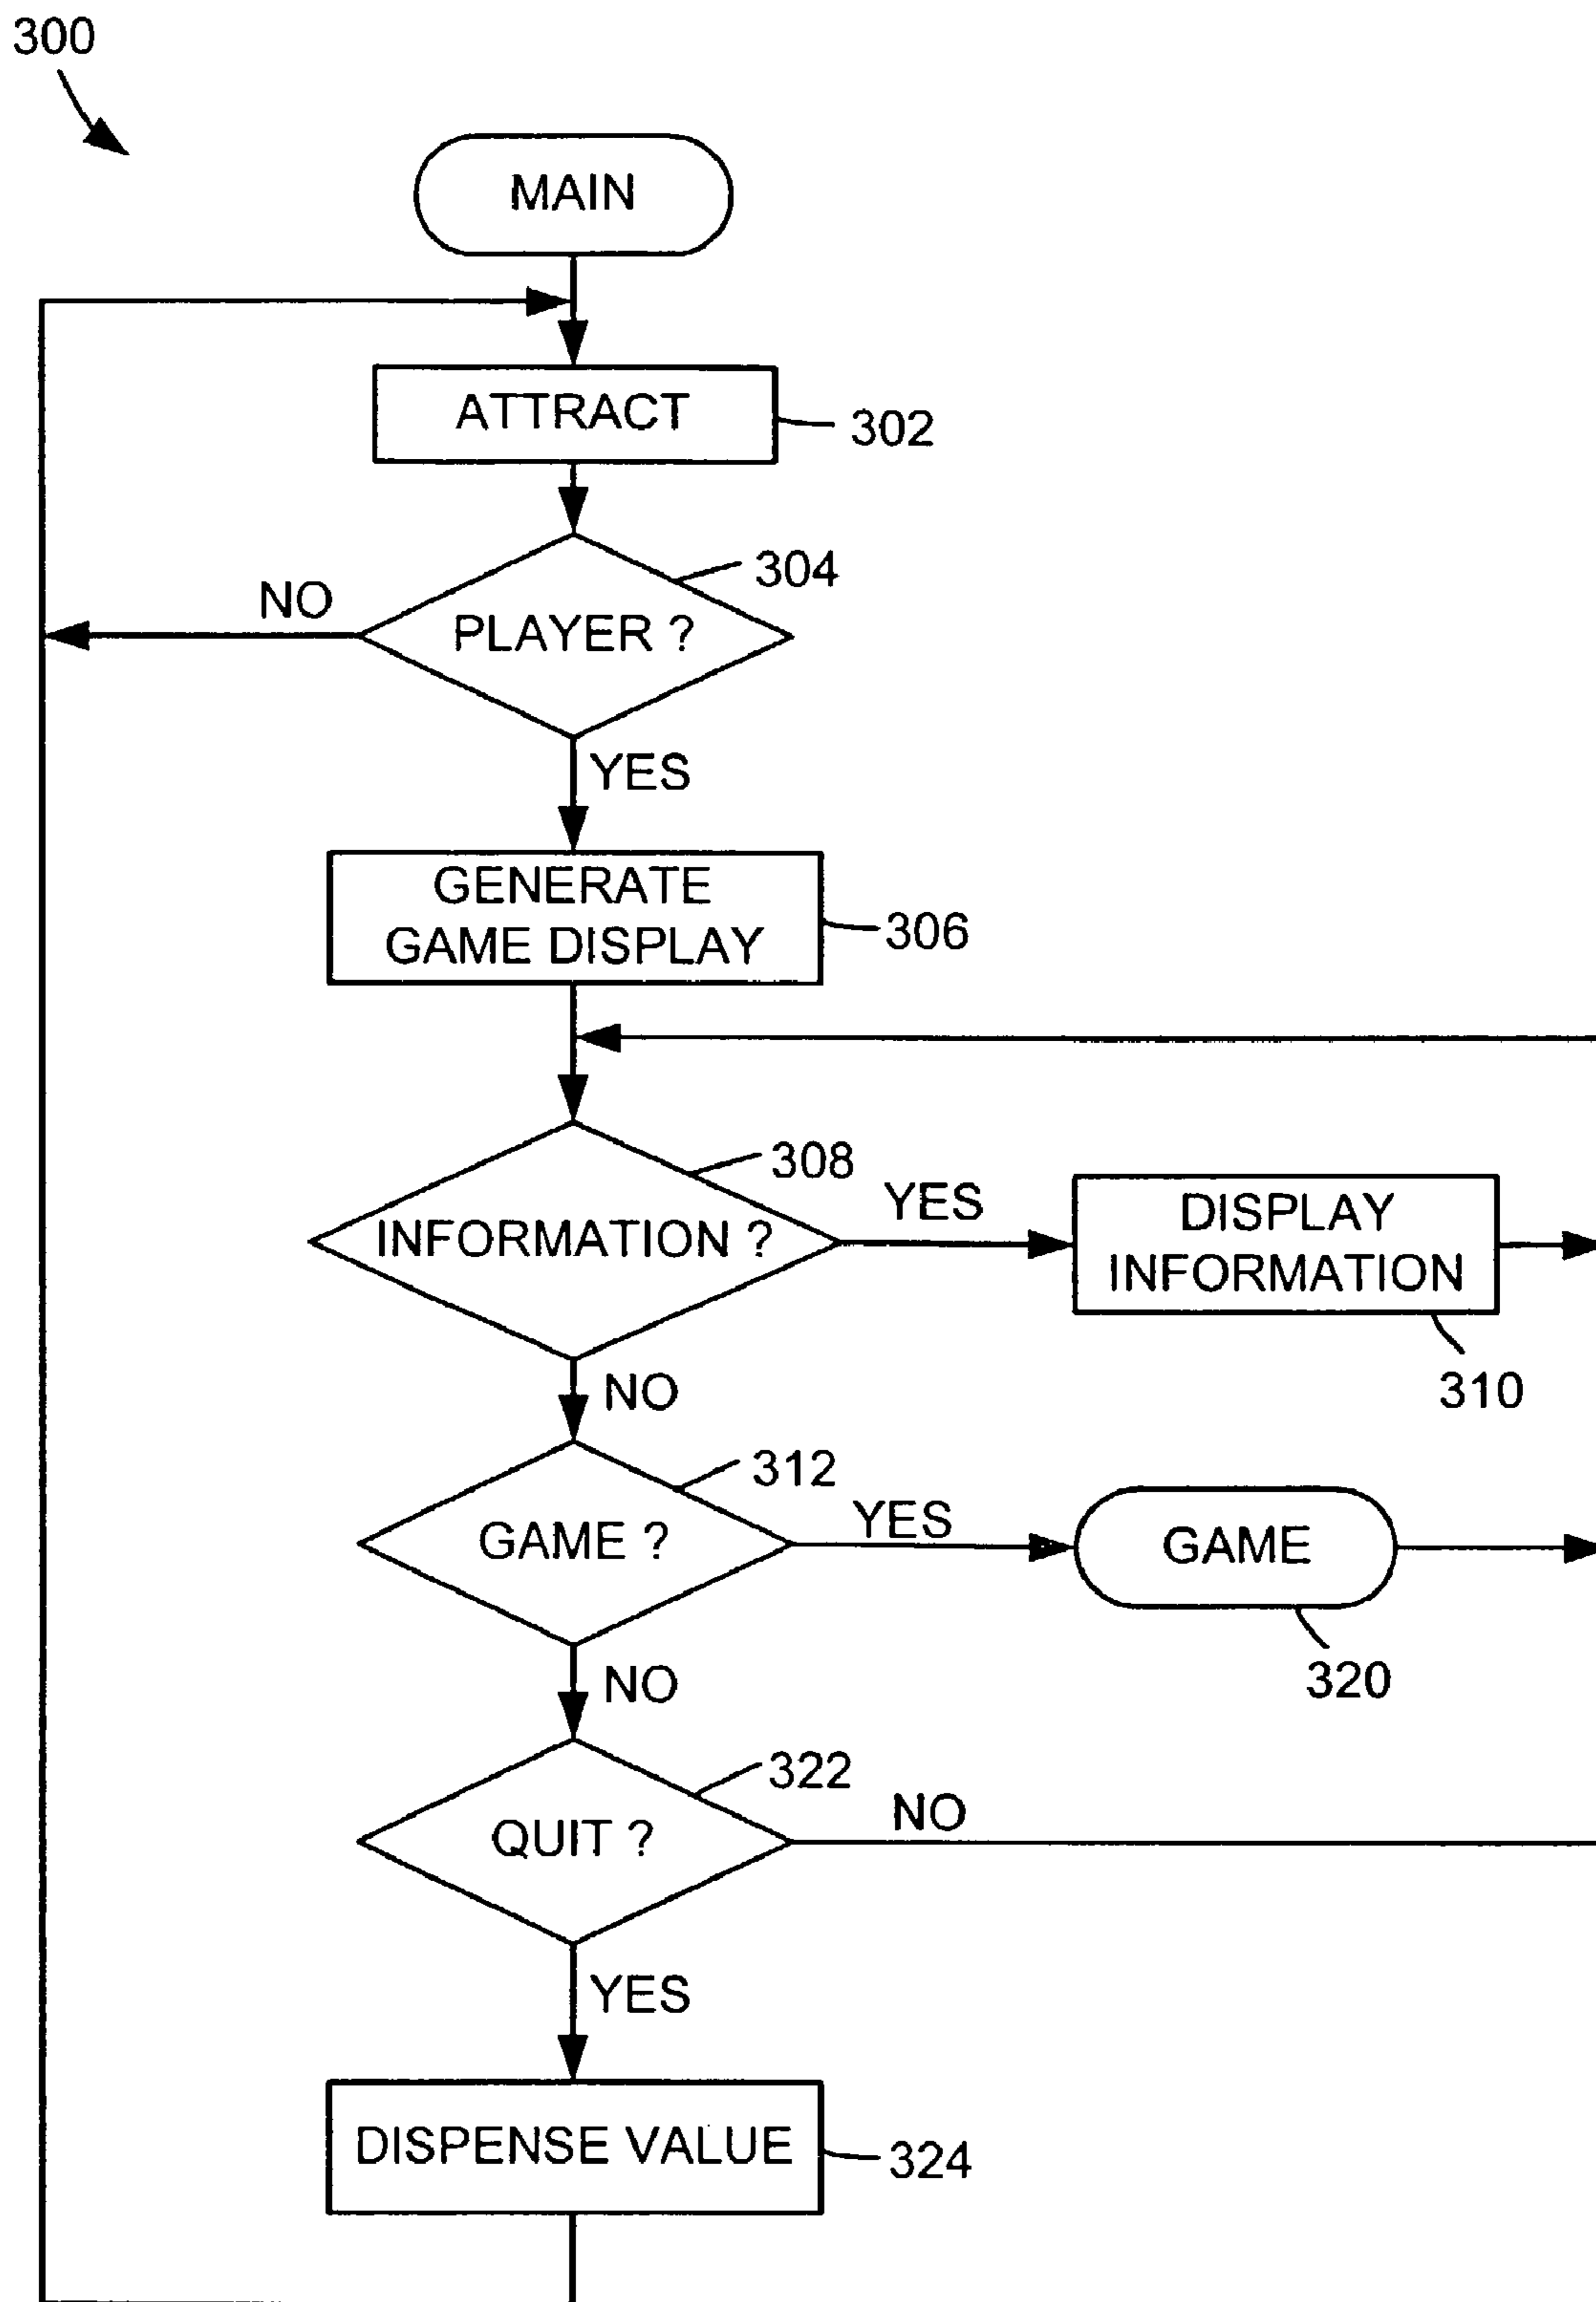 300
MAIN
ATTRACT
302
304
NO
PLAYER ?
YES
GENERATE
GAME DISPLAY
306
308
INFORMATION ?
YES
DISPLAY
INFORMATION
310
NO
312
GAME ?
YES
GAME
320
NO
322
QUIT ?
NO
YES
DISPENSE VALUE
324